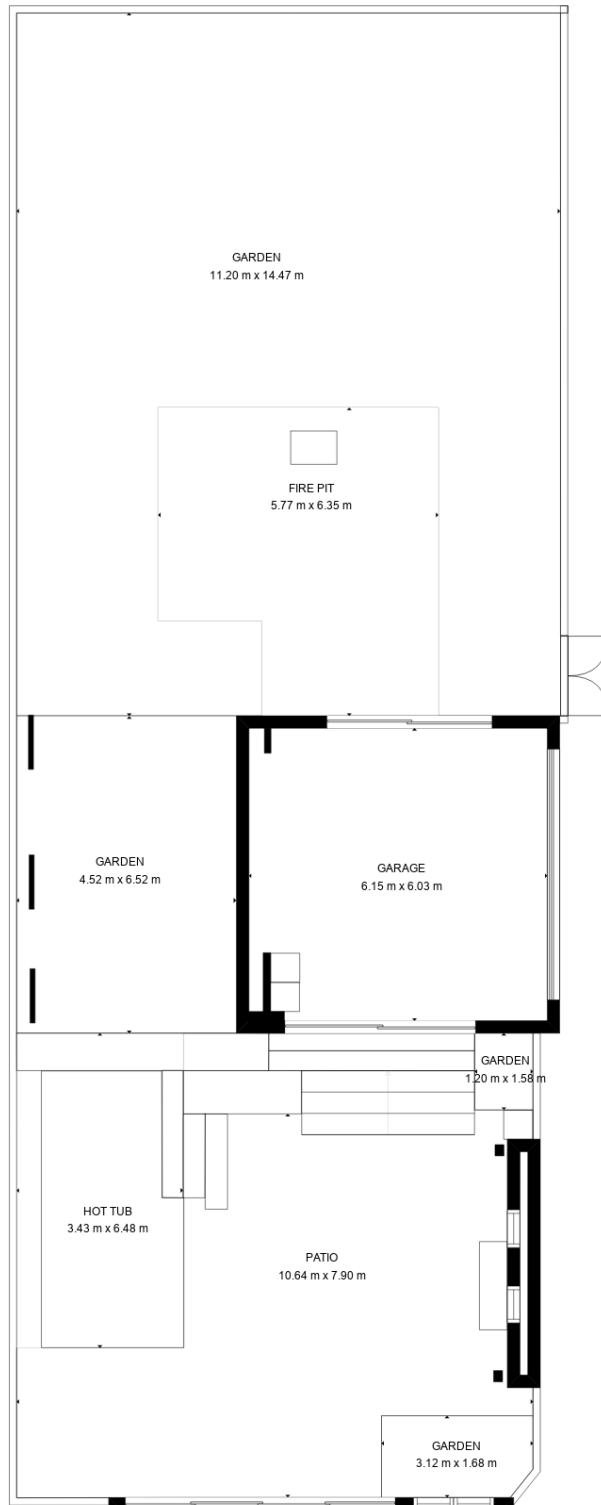 GARDEN
11.20 m x 14.47 m
FIRE PIT
5.77 m x 6.35 m
GARDEN
4.52 m x 6.52 m
GARAGE
6.15 m x 6.03 m
GARDEN
1.20 m x 1.58 m
HOT TUB
3.43 m x 6.48 m
PATIO
10.64 m x 7.90 m
GARDEN
3.12 m x 1.68 m